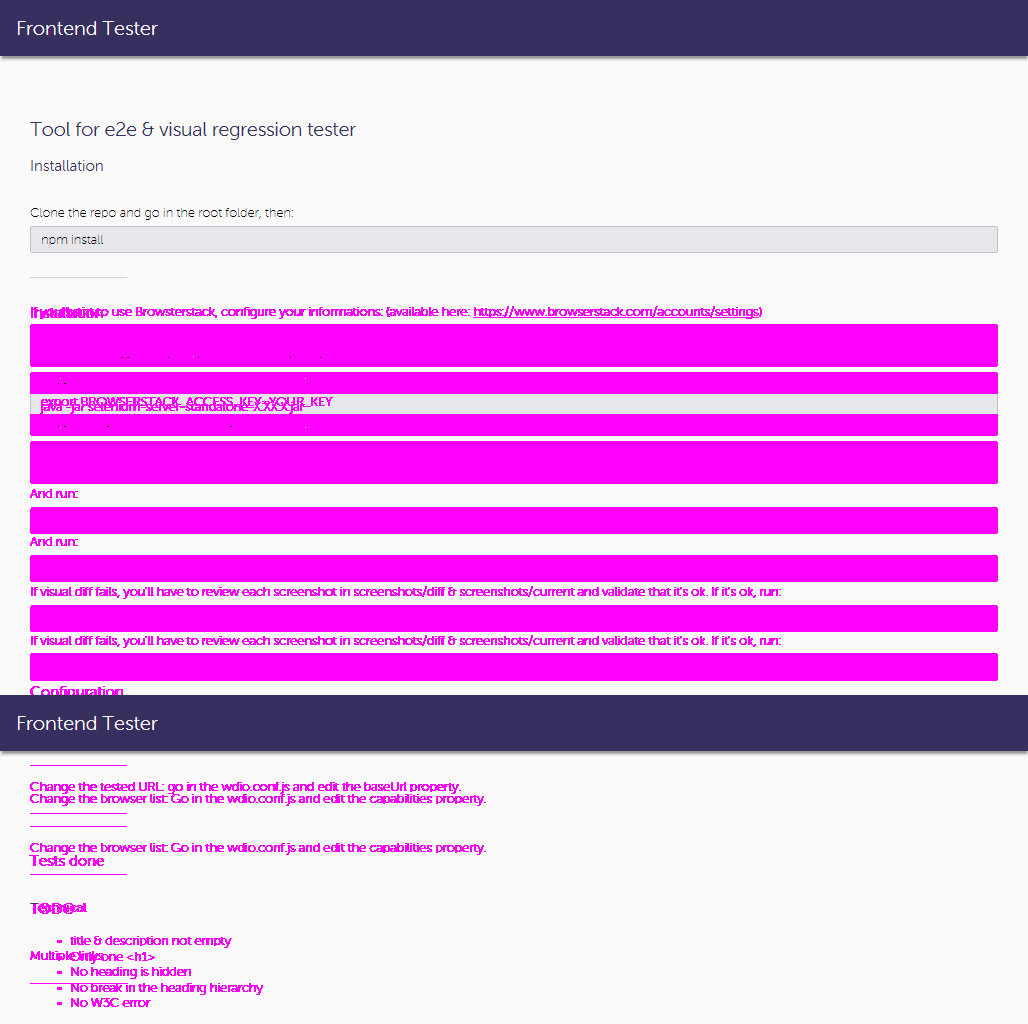 Frontend Tester
Tool for e2e & visual regression tester
Installation
Clone the repo and go in the root folder, then:
npm install
to use Browsterstack, configure your informations: (available here: https://www.browserstack.com/accounts/settings)
export BROWSERSTACK_ACCESS_KEY=YOUR_KEY
java -jar selenium-server-standalone-X.X.X.jar
And run:
And run:
If visual diff fails, you'll have to review each screenshot in screenshots/diff & screenshots/current and validate that it's ok. If it's ok, run:
If visual diff fails, you'll have to review each screenshot in screenshots/diff & screenshots/current and validate that it's ok. If it's ok, run:
Configuration
Frontend Tester
Change the tested URL: go in the wdio.conf.js and edit the baseUrl property.
Change the browser list: Go in the wdio.conf.js and edit the capabilities property.
Change the browser list: Go in the wdio.conf.js and edit the capabilities property.
Tests done
Technical
title & description not empty
Multiple links
Only one <h1>
No heading is hidden
No break in the heading hierarchy
No W3C error